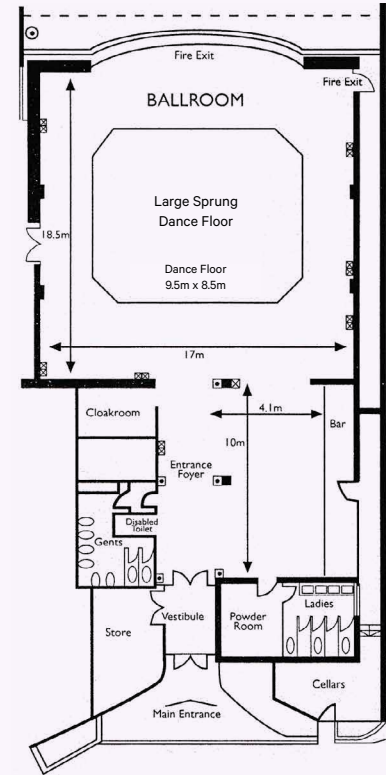 Fire Exit
Fire Exit
BALLROOM
Large Sprung
Dance Floor
18.5m
Dance Floor
9.5m x 8.5m
17m
Cloakroom
4.1m
Bar
10m
Entrance
Foyer
Disabled
Toilet
Gents
Ladies
Store
Vestibule
Powder
Room
Cellars
Main Entrance